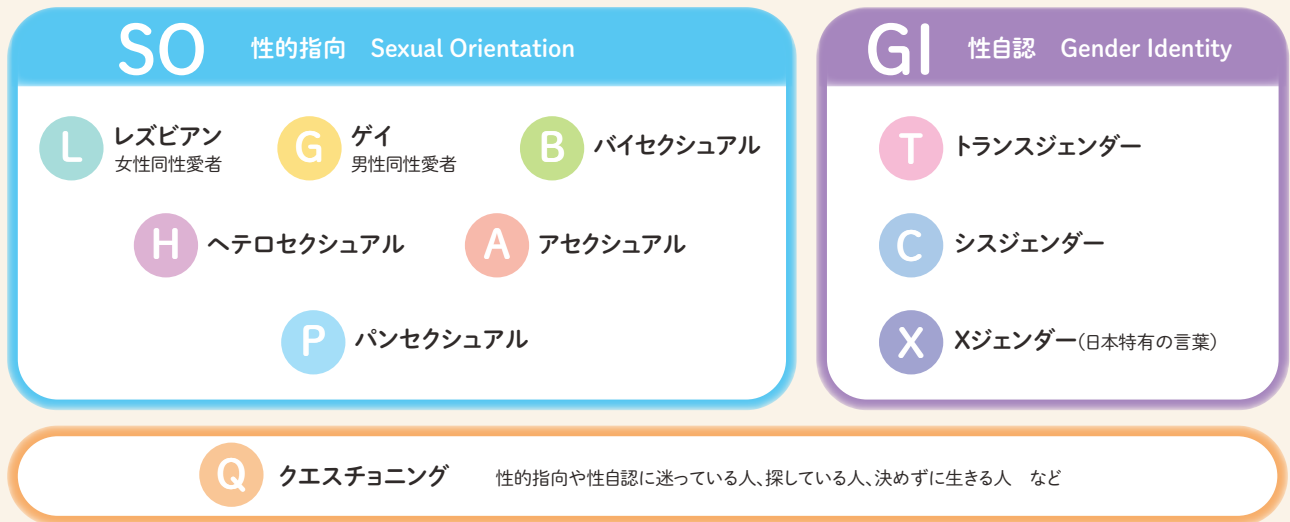 SO 性的指向 Sexual Orientation
L レズビアン
女性同性愛者
G ゲイ
男性同性愛者
B バイセクシュアル
H ヘテロセクシュアル
A アセクシュアル
P パンセクシュアル
GI 性自認 Gender Identity
T トランスジェンダー
C シスジェンダー
X Xジェンダー(日本特有の言葉)
Q クエスチョニング 性的指向や性自認に迷っている人、探している人、決めずに生きる人 など